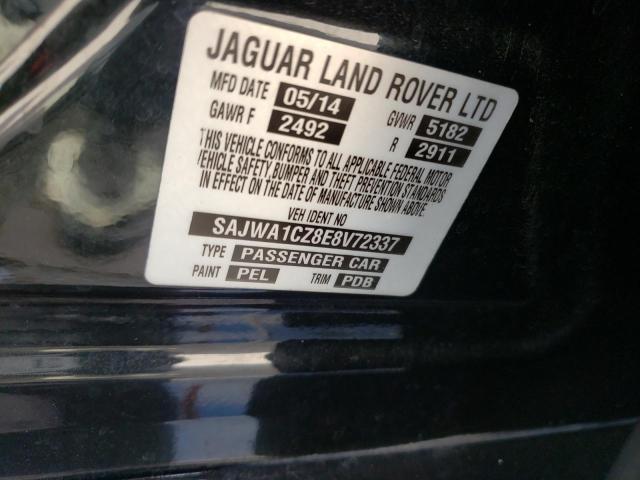 JAGUAR LAND ROVER LTD
MFD DATE 05/14 GVWR 5182
GAWR F 2492 R 2911
THIS VEHICLE CONFORMS TO ALL APPLICABLE FEDERAL MOTOR
VEHICLE SAFETY, BUMPER AND THEFT PREVENTION STANDARDS
IN EFFECT ON THE DATE OF MANUFACTURE SHOWN ABOVE.
VEH IDENT NO
SAJWA1CZ8E8V72337
TYPE PASSENGER CAR
PAINT PEL TRIM PDB